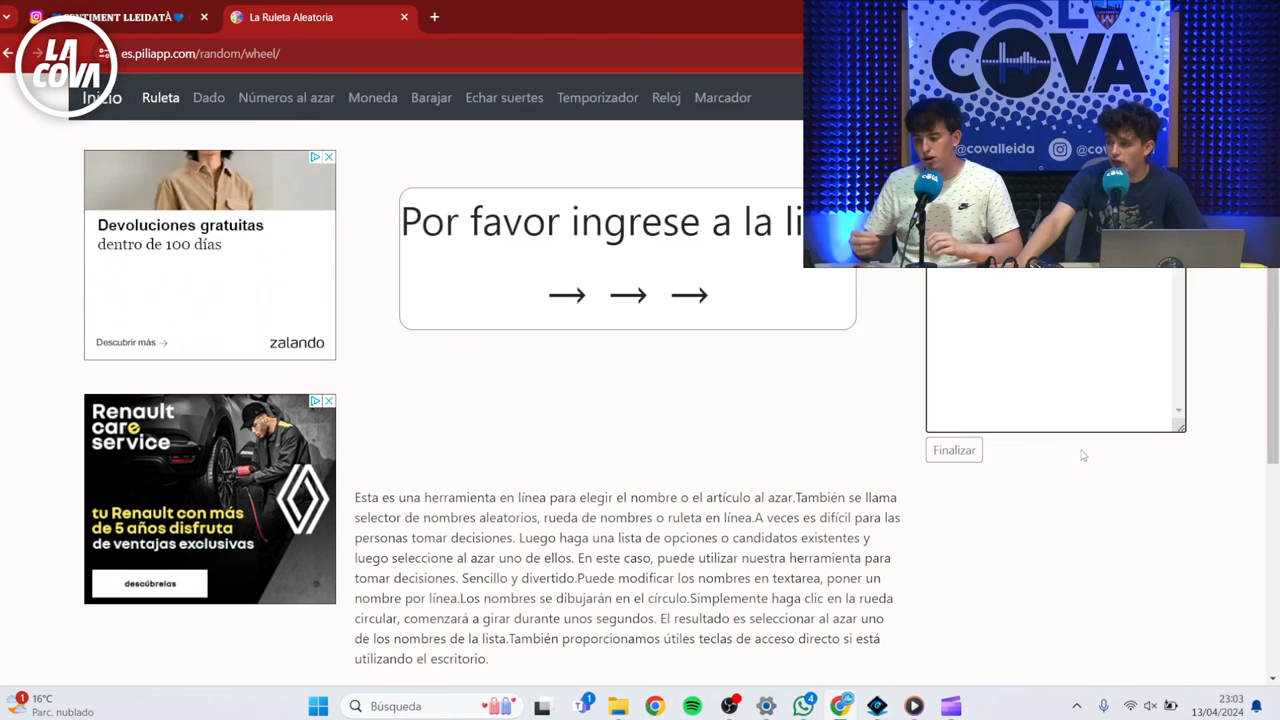 SENTIMENT LLEIDATÀ
La Ruleta Aleatoria
es.piliapp.com/random/wheel/
LA
COVA
Inicio
Ruleta
Dado
Números al azar
Moneda
Barajar
Echar suertes
Temporizador
Reloj
Marcador
COVA
@covalleida
@cova
Devoluciones gratuitas
dentro de 100 días
Descubrir más →
zalando
Por favor ingrese a la li
→ → →
Finalizar
Renault
care
service
tu Renault con más
de 5 años disfruta
de ventajas exclusivas
descúbrelas
Esta es una herramienta en línea para elegir el nombre o el artículo al azar.También se llama
selector de nombres aleatorios, rueda de nombres o ruleta en línea.A veces es difícil para las
personas tomar decisiones. Luego haga una lista de opciones o candidatos existentes y
luego seleccione al azar uno de ellos. En este caso, puede utilizar nuestra herramienta para
tomar decisiones. Sencillo y divertido.Puede modificar los nombres en textarea, poner un
nombre por línea.Los nombres se dibujarán en el círculo.Simplemente haga clic en la rueda
circular, comenzará a girar durante unos segundos. El resultado es seleccionar al azar uno
de los nombres de la lista.También proporcionamos útiles teclas de acceso directo si está
utilizando el escritorio.
1
16°C
Parc. nublado
Búsqueda
1
4
23:03
13/04/2024